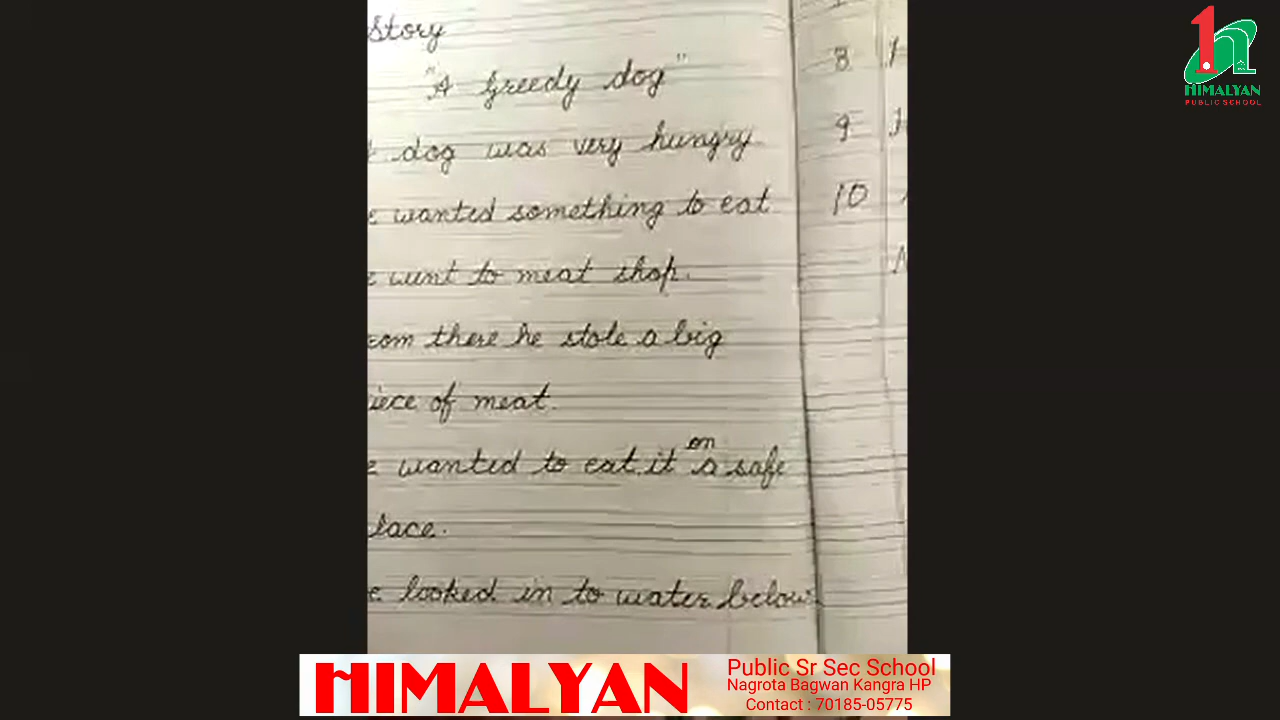 Story
"A Greedy dog"
dog was very hungry
wanted something to eat
e wunt to meat shop.
rom there he stole a big
iece of meat.
e wanted to eat it on a safe
lace.
e looked in to water below
8
9
10
HIMALYAN
PUBLIC SCHOOL
HIMALYAN
Public Sr Sec School
Nagrota Bagwan Kangra HP
Contact : 70185-05775